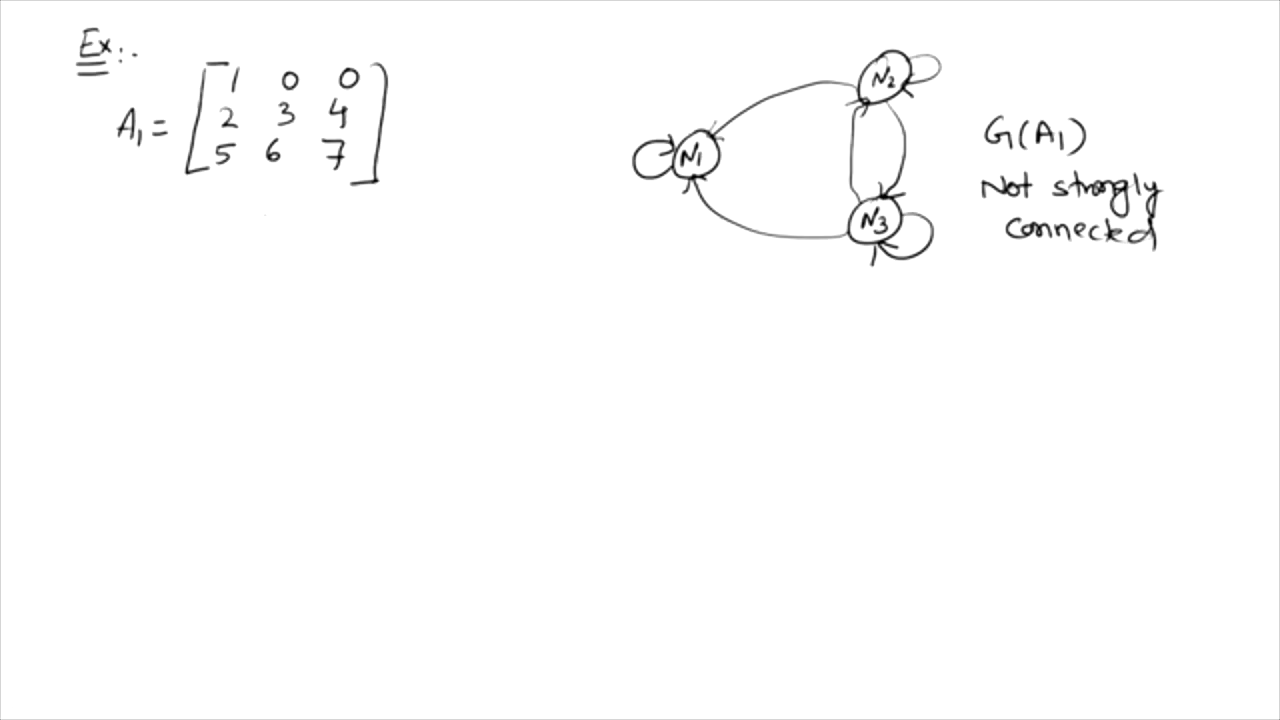 Ex:.
A₁ = [1 0 0
2 3 4
5 6 7]
N₂
N₁
N₃
G(A₁)
Not strongly
connected